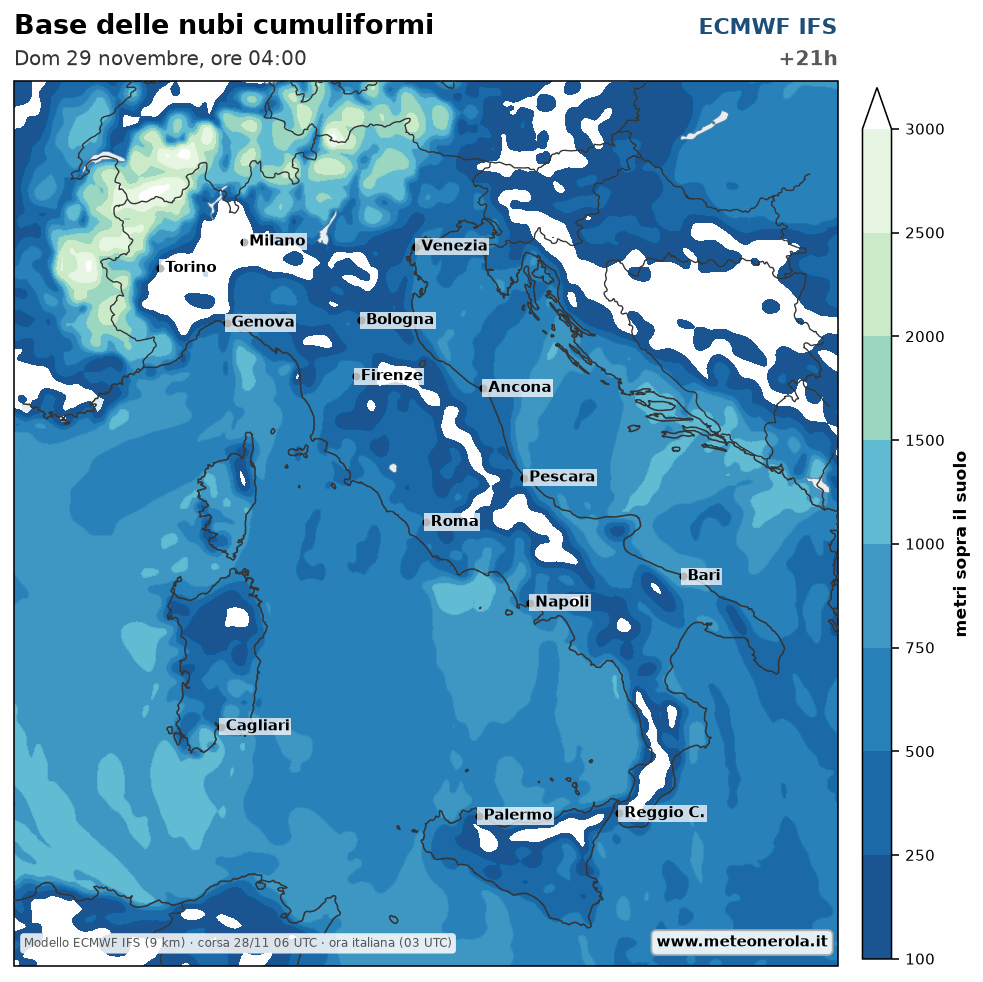 Base delle nubi cumuliformi
ECMWF IFS
Dom 29 novembre, ore 04:00
+21h
Milano
Venezia
Torino
Genova
Bologna
Firenze
Ancona
Pescara
Roma
Bari
Napoli
Cagliari
Palermo
Reggio C.
3000
2500
2000
1500
1000
750
500
250
100
metri sopra il suolo
Modello ECMWF IFS (9 km) · corsa 28/11 06 UTC · ora italiana (03 UTC)
www.meteonerola.it